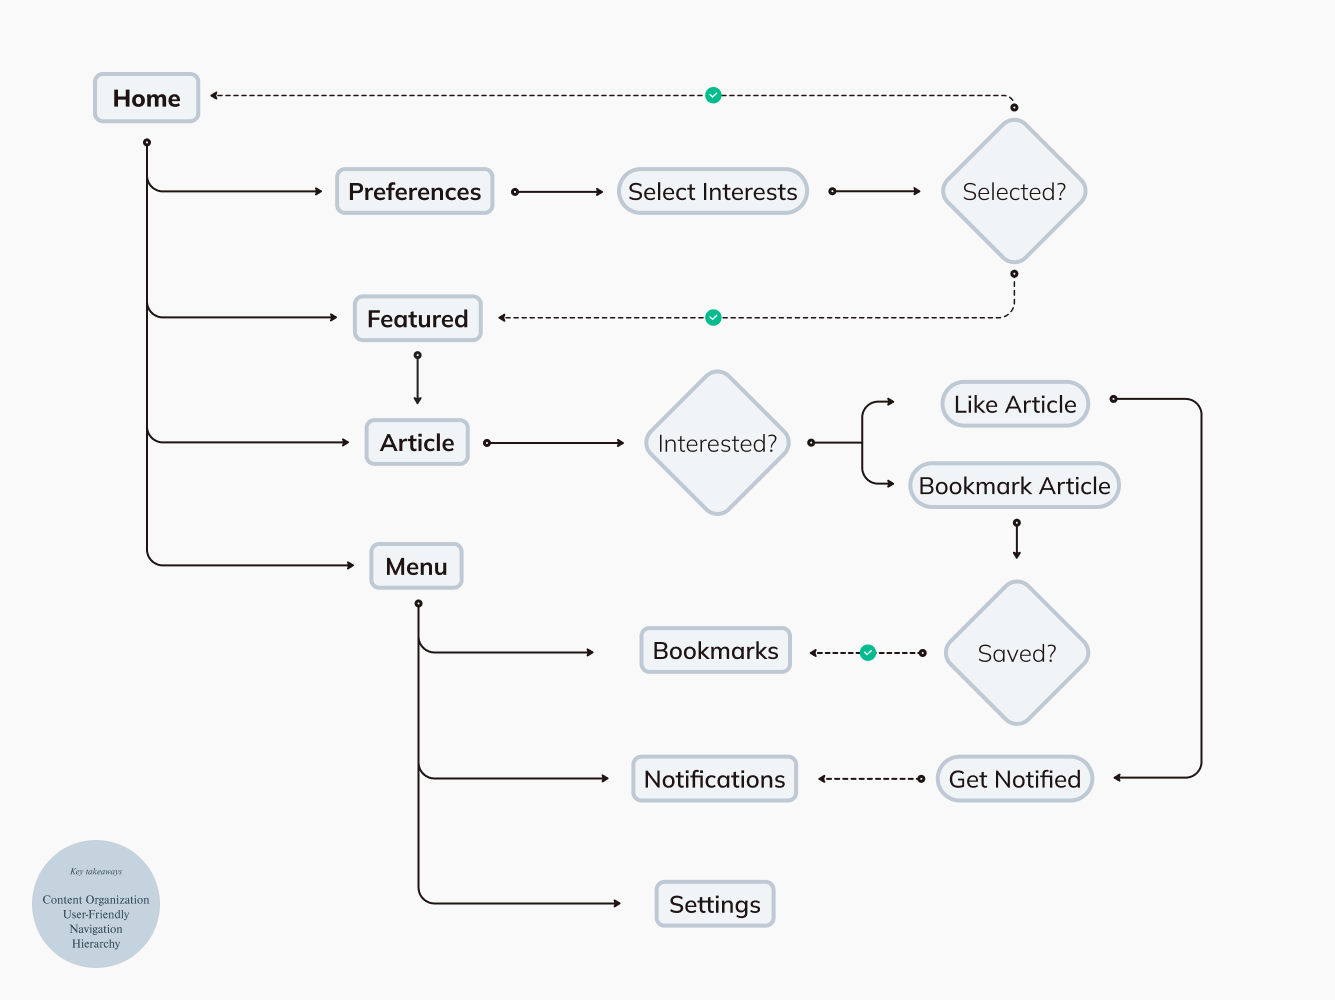 Home
Preferences
Select Interests
Selected?
Featured
Article
Interested?
Like Article
Bookmark Article
Menu
Bookmarks
Saved?
Notifications
Get Notified
Settings
Key takeaways
Content Organization
User-Friendly
Navigation
Hierarchy